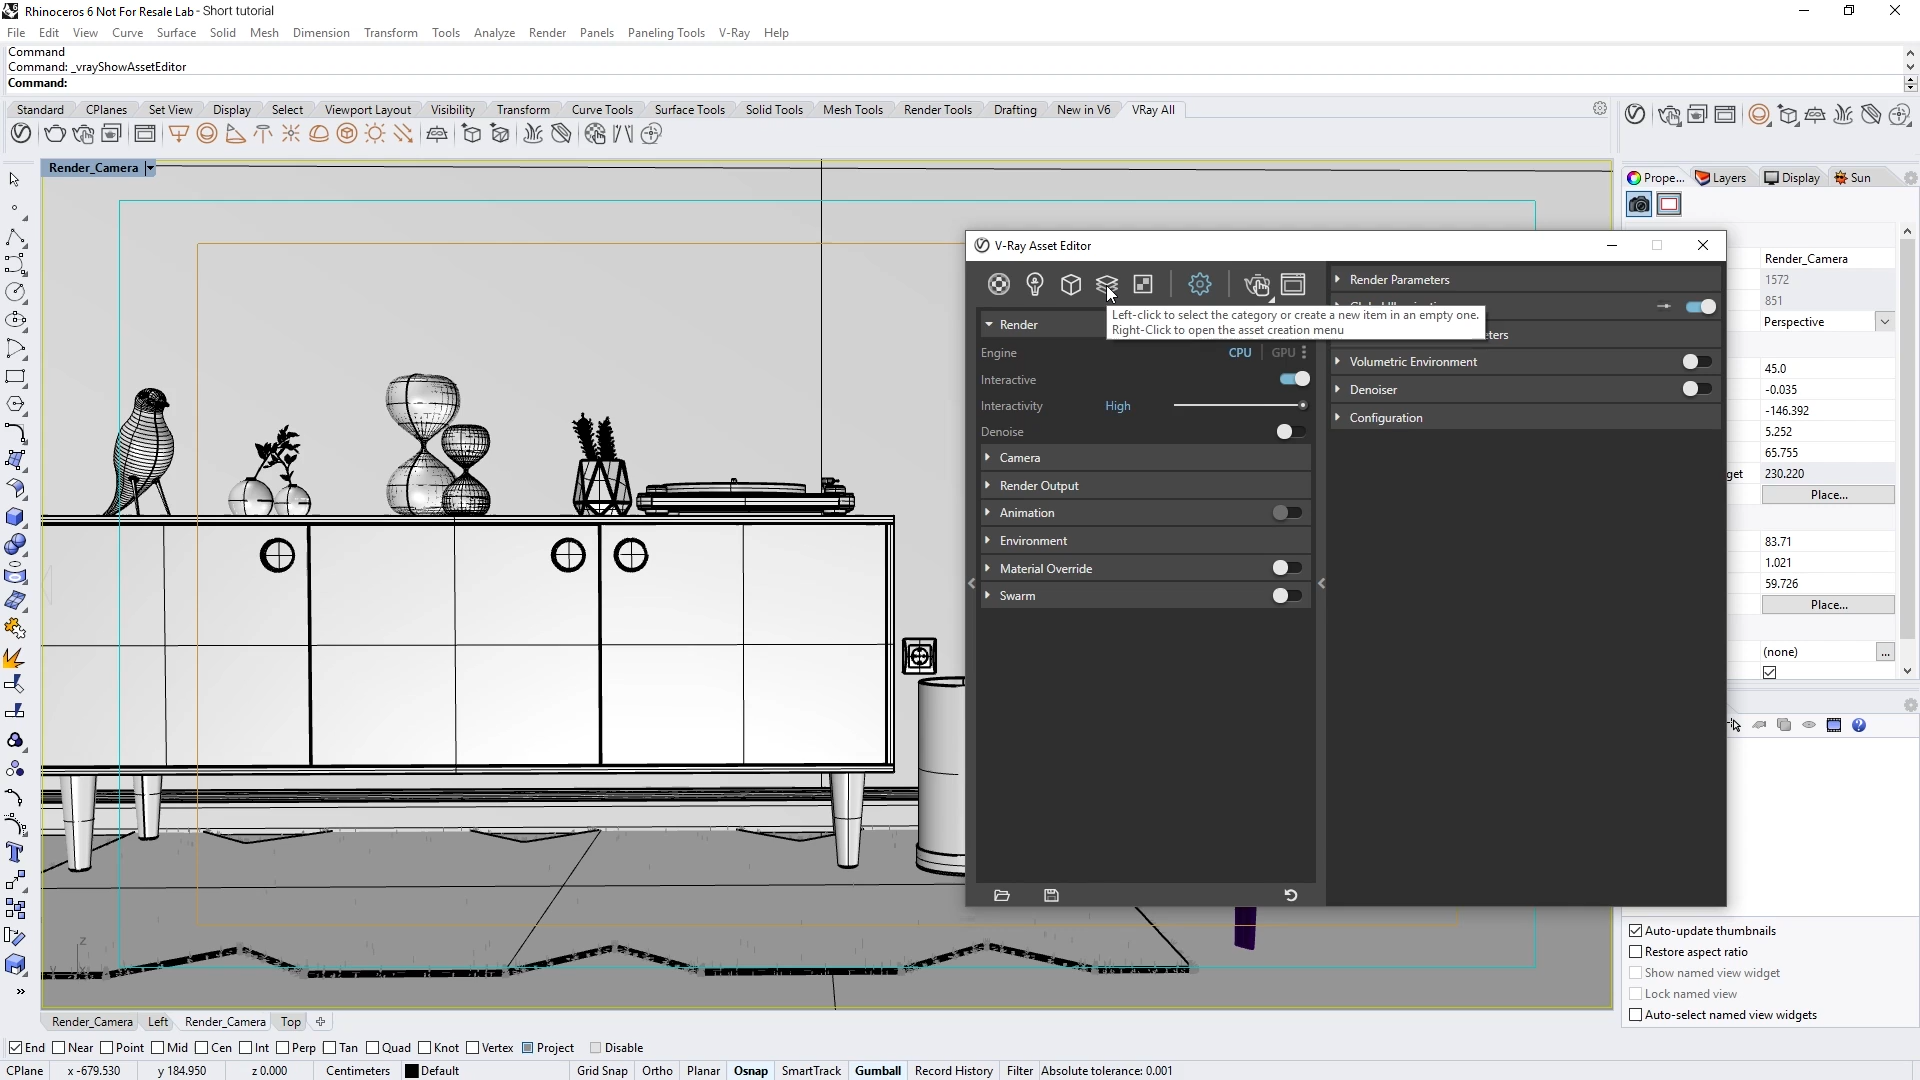 Rhinoceros 6 Not For Resale Lab - Short tutorial
File Edit View Curve Surface Solid Mesh Dimension Transform Tools Analyze Render Panels Paneling Tools V-Ray Help
Command
Command: _vrayShowAssetEditor
Command:
Standard CPlanes Set View Display Select Viewport Layout Visibility Transform Curve Tools Surface Tools Solid Tools Mesh Tools Render Tools Drafting New in V6 VRay All
Render_Camera
Prope... Layers Display Sun
V-Ray Asset Editor
Render_Camera
1572
851
Perspective
45.0
-0.035
-146.392
5.252
65.755
get 230.220
Place...
83.71
1.021
59.726
Place...
(none) ...
Left-click to select the category or create a new item in an empty one.
Right-Click to open the asset creation menu
Render
Engine CPU GPU
Interactive
Interactivity High
Denoise
Camera
Render Output
Animation
Environment
Material Override
Swarm
Render Parameters
ters
Volumetric Environment
Denoiser
Configuration
z
Auto-update thumbnails
Restore aspect ratio
Show named view widget
Lock named view
Auto-select named view widgets
Render_Camera Left Render_Camera Top
End Near Point Mid Cen Int Perp Tan Quad Knot Vertex Project Disable
CPlane x -679.530 y 184.950 z 0.000 Centimeters Default Grid Snap Ortho Planar Osnap SmartTrack Gumball Record History Filter Absolute tolerance: 0.001